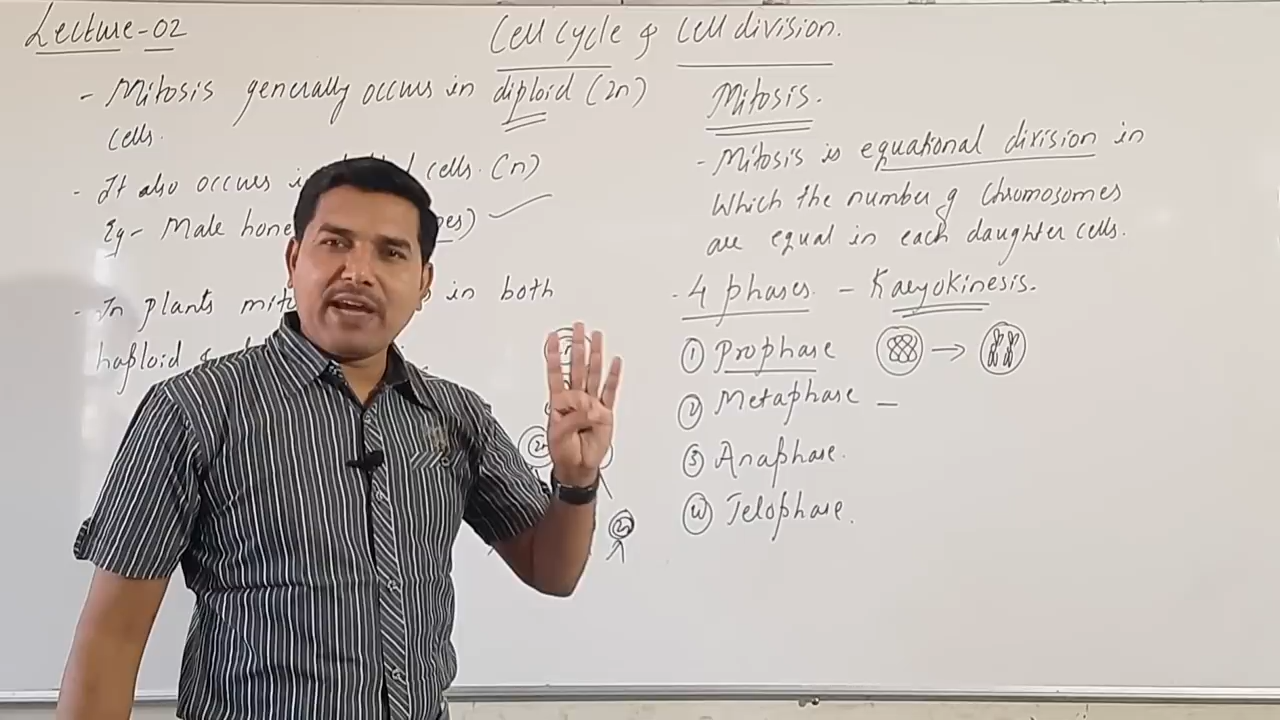 Lecture-02
Cell cycle & cell division.
- Mitosis generally occurs in diploid (2n)
cells.
- It also occurs in cells. (n)
Eg- Male
- In plants in both
haploid &
2n
2n
Mitosis.
- Mitosis is equational division in
which the number of chromosomes
are equal in each daughter cells.
- 4 phases - Karyokinesis.
① Prophase →
② Metaphase -
③ Anaphase.
④ Telophase.